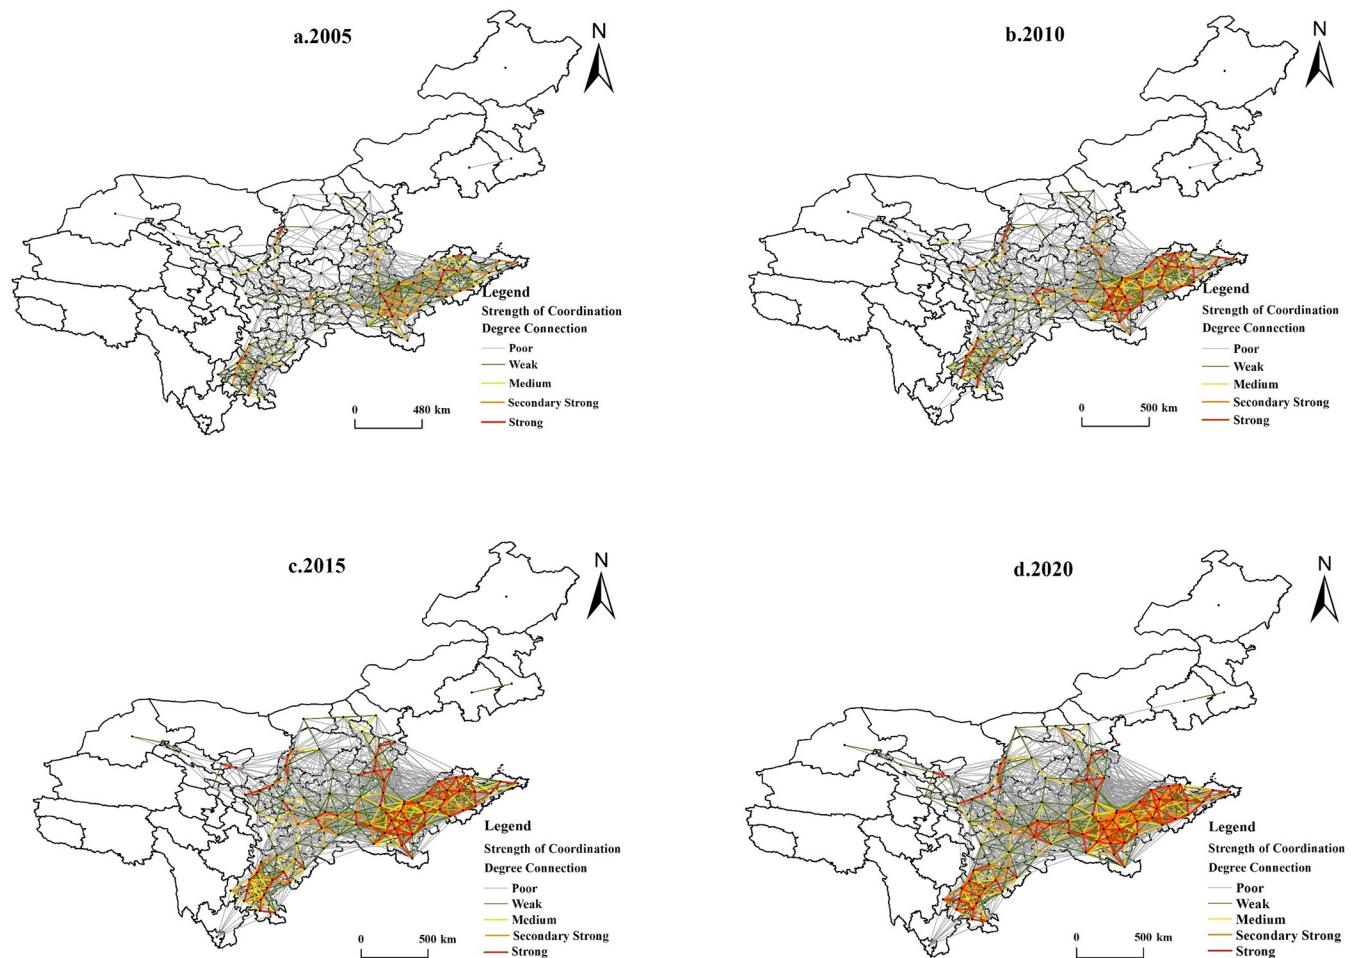 a.2005
N
Legend
Strength of Coordination
Degree Connection
Poor
Weak
Medium
Secondary Strong
Strong
0 480 km
b.2010
N
Legend
Strength of Coordination
Degree Connection
Poor
Weak
Medium
Secondary Strong
Strong
0 500 km
c.2015
N
Legend
Strength of Coordination
Degree Connection
Poor
Weak
Medium
Secondary Strong
Strong
0 500 km
d.2020
N
Legend
Strength of Coordination
Degree Connection
Poor
Weak
Medium
Secondary Strong
Strong
0 500 km